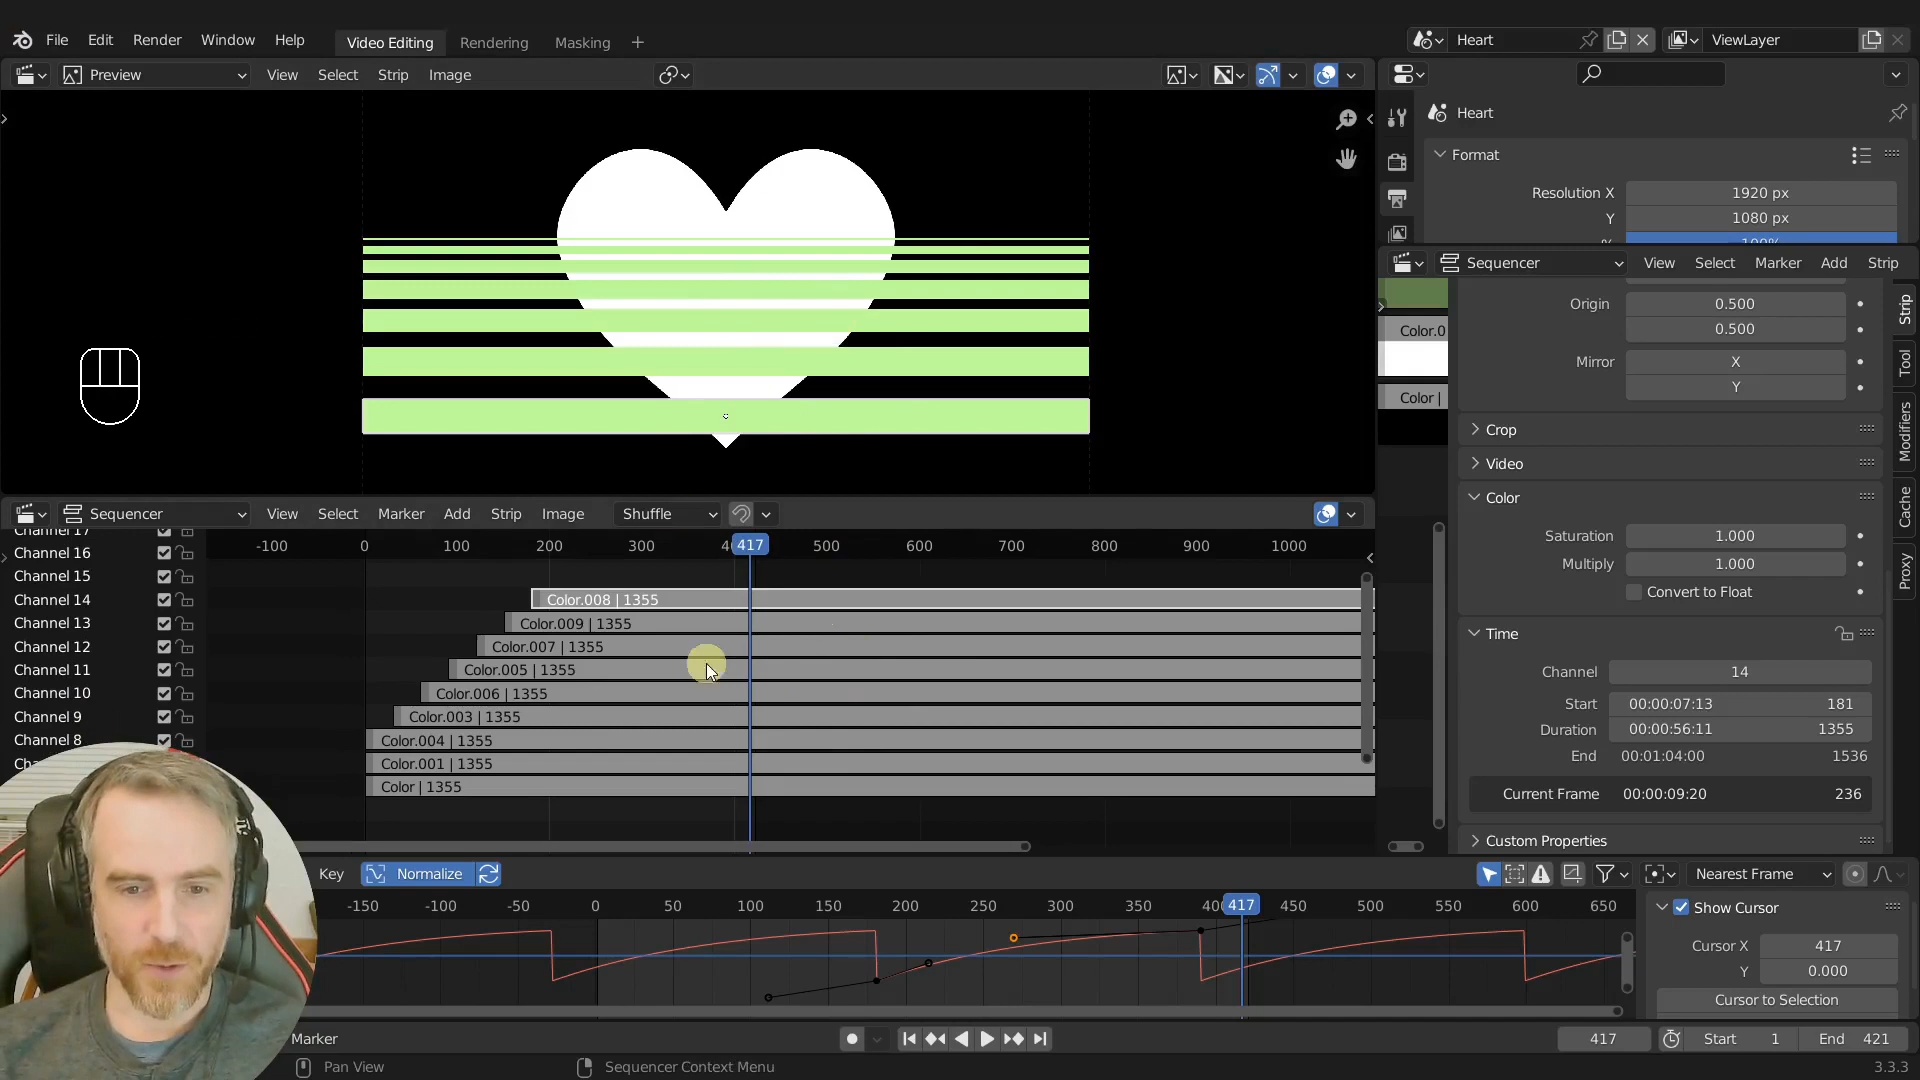 File Edit Render Window Help Video Editing Rendering Masking + Heart ViewLayer
Preview View Select Strip Image
Heart
Format
Resolution X 1920 px
Y 1080 px
Sequencer View Select Marker Add Strip
Origin 0.500
0.500
Color.0
Mirror X
Y
Color |
Crop
Video
Color
Saturation 1.000
Multiply 1.000
Convert to Float
Time
Channel 14
Start 00:00:07:13 181
Duration 00:00:56:11 1355
End 00:01:04:00 1536
Current Frame 00:00:09:20 236
Custom Properties
Strip
Tool
Modifiers
Cache
Proxy
Sequencer View Select Marker Add Strip Image Shuffle
-100 0 100 200 300 417 500 600 700 800 900 1000
Channel 17
Channel 16
Channel 15
Channel 14 Color.008 | 1355
Channel 13 Color.009 | 1355
Channel 12 Color.007 | 1355
Channel 11 Color.005 | 1355
Channel 10 Color.006 | 1355
Channel 9 Color.003 | 1355
Channel 8 Color.004 | 1355
Color.001 | 1355
Color | 1355
Key Normalize Nearest Frame
-150 -100 -50 0 50 100 150 200 250 300 350 417 450 500 550 600 650
Show Cursor
Cursor X 417
Y 0.000
Cursor to Selection
Marker 417 Start 1 End 421
Pan View Sequencer Context Menu 3.3.3